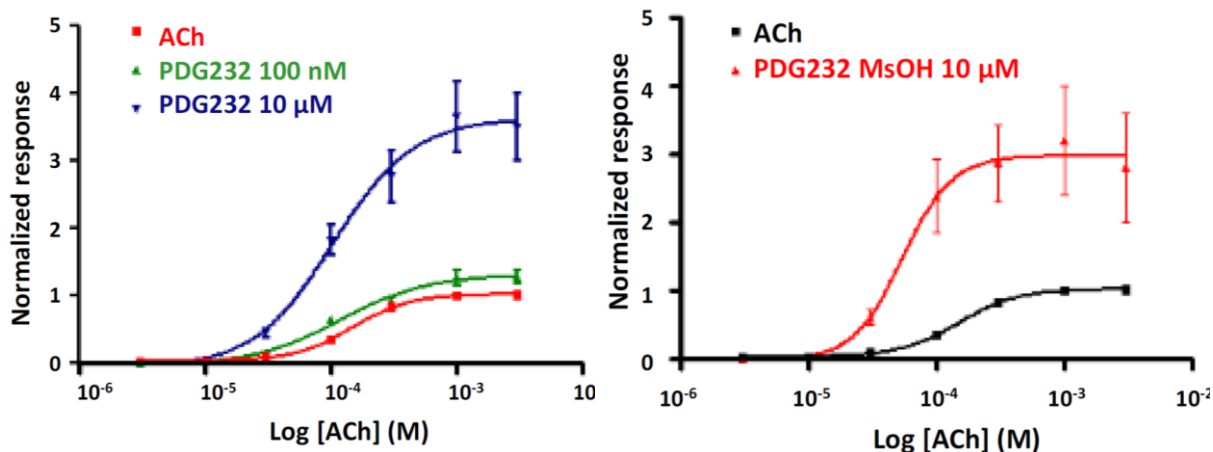 5
4
3
2
1
0
Normalized response
ACh
PDG232 100 nM
PDG232 10 µM
10-6
10-5
10-4
10-3
10
Log [ACh] (M)
5
4
3
2
1
0
Normalized response
ACh
PDG232 MsOH 10 µM
10-6
10-5
10-4
10-3
10-2
Log [ACh] (M)